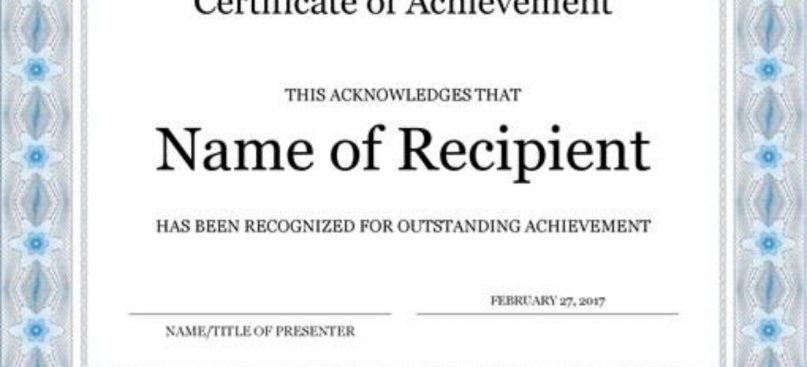 Certificate of Achievement
THIS ACKNOWLEDGES THAT
Name of Recipient
HAS BEEN RECOGNIZED FOR OUTSTANDING ACHIEVEMENT
FEBRUARY 27, 2017
NAME/TITLE OF PRESENTER